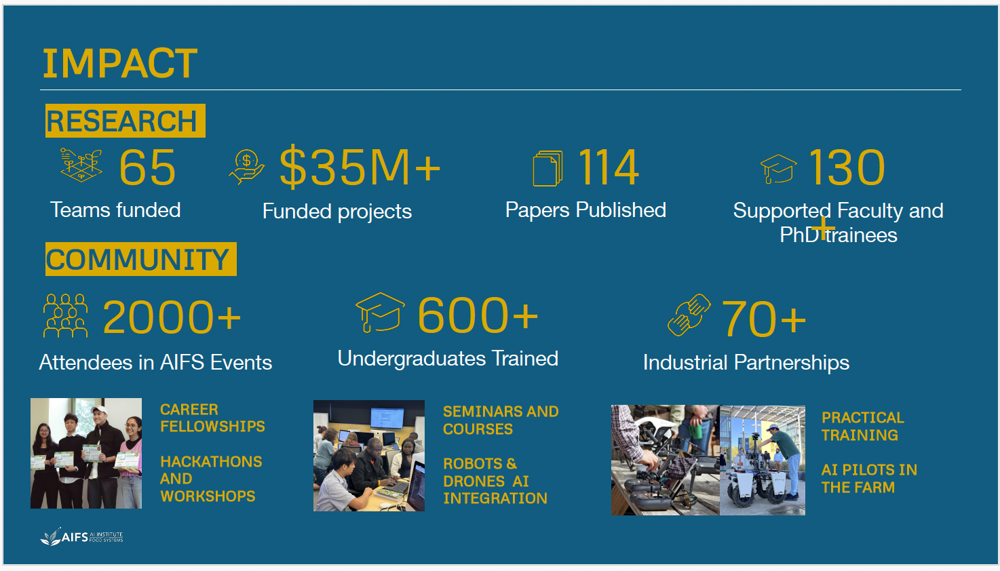 IMPACT
RESEARCH
65
Teams funded
$35M+
Funded projects
114
Papers Published
130
+
Supported Faculty and
PhD trainees
COMMUNITY
2000+
Attendees in AIFS Events
600+
Undergraduates Trained
70+
Industrial Partnerships
CAREER
FELLOWSHIPS
HACKATHONS
AND
WORKSHOPS
SEMINARS AND
COURSES
ROBOTS &
DRONES AI
INTEGRATION
PRACTICAL
TRAINING
AI PILOTS IN
THE FARM
AIFS AI INSTITUTE
FOOD SYSTEMS